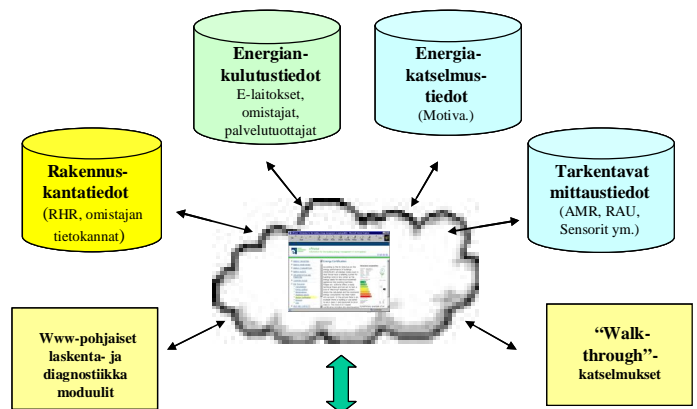 Energian-
kulutustiedot
E-laitokset,
omistajat,
palvelutuottajat
Energia-
katselmus-
tiedot
(Motiva.)
Rakennus-
kantatiedot
(RHR, omistajan
tietokannat)
Tarkentavat
mittaustiedot
(AMR, RAU,
Sensorit ym.)
Www-pohjaiset
laskenta- ja
diagnostiikka
moduulit
“Walk-
through”-
katselmukset